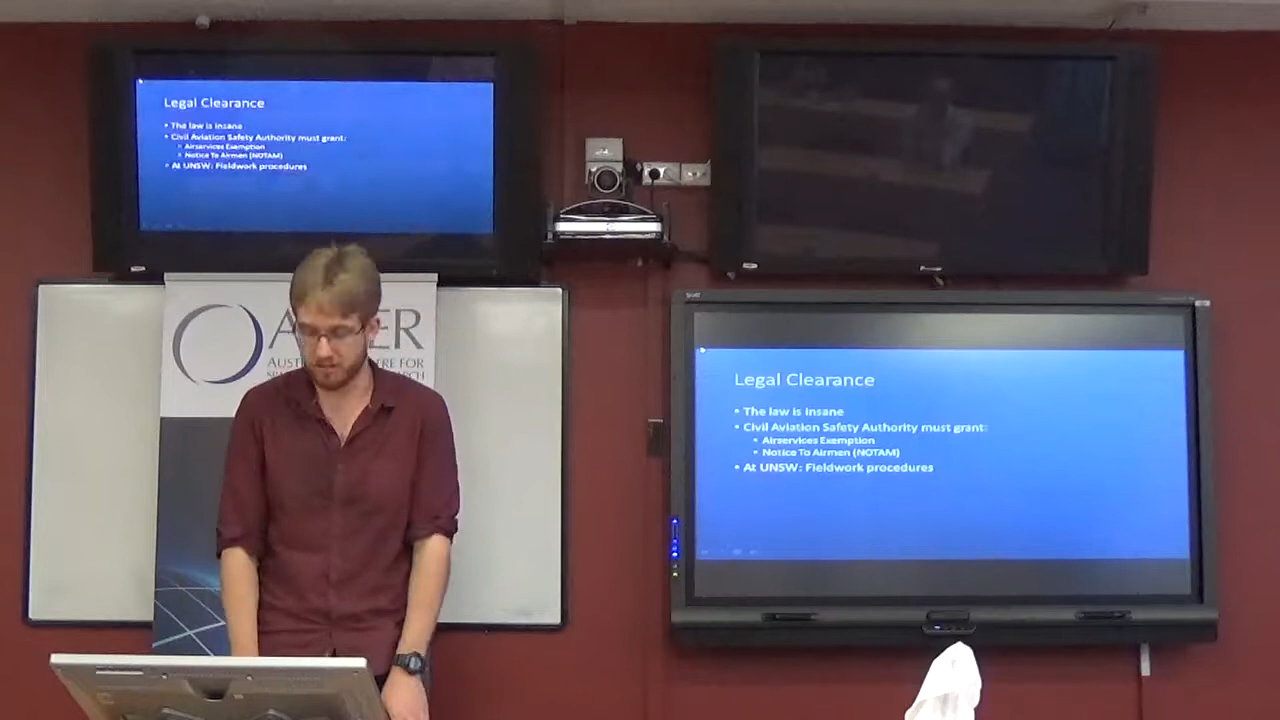 Legal Clearance
• The law is insane
• Civil Aviation Safety Authority must grant:
• Airservices Exemption
• Notice To Airmen (NOTAM)
• At UNSW: Fieldwork procedures
Legal Clearance
• The law is insane
• Civil Aviation Safety Authority must grant:
• Airservices Exemption
• Notice To Airmen (NOTAM)
• At UNSW: Fieldwork procedures